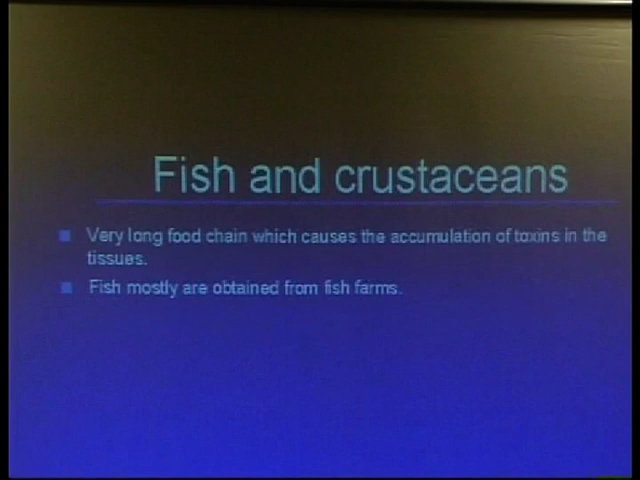 Fish and crustaceans
Very long food chain which causes the accumulation of toxins in the
tissues.
Fish mostly are obtained from fish farms.